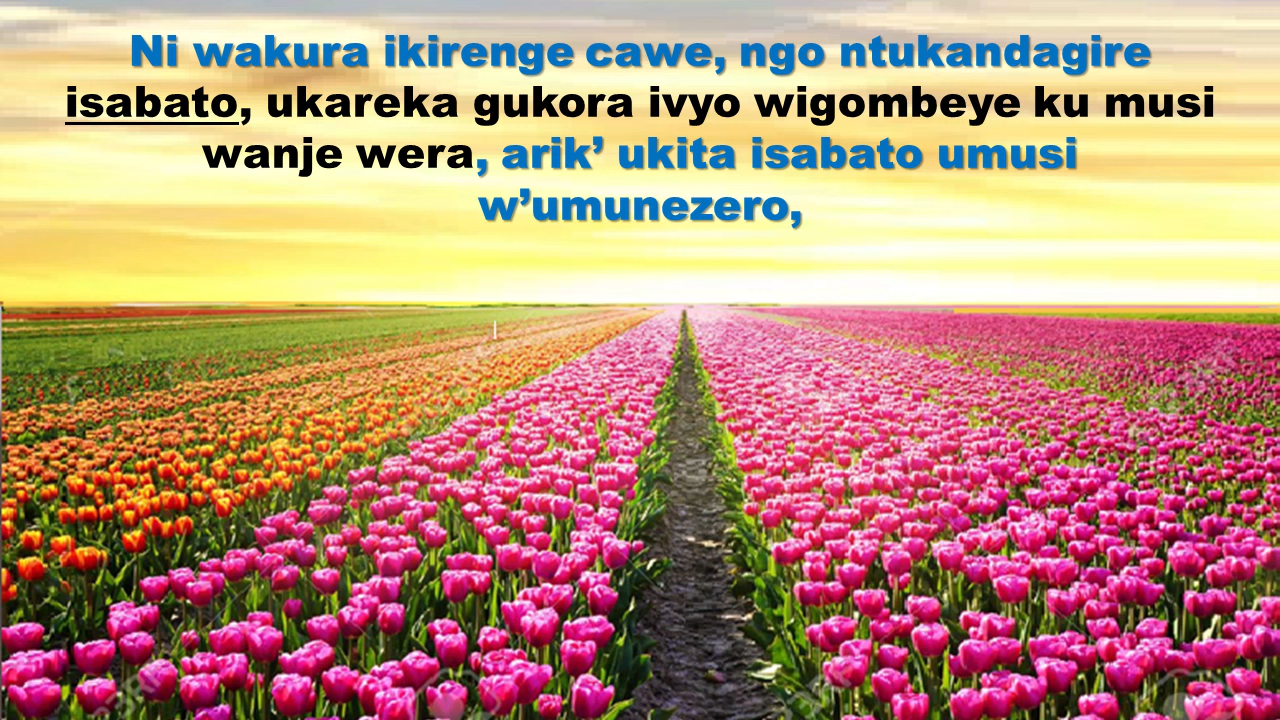 Ni wakura ikirenge cawe, ngo ntukandagire
isabato, ukareka gukora ivyo wigombeye ku musi
wanje wera, arik’ ukita isabato umusi
w’umunezero,